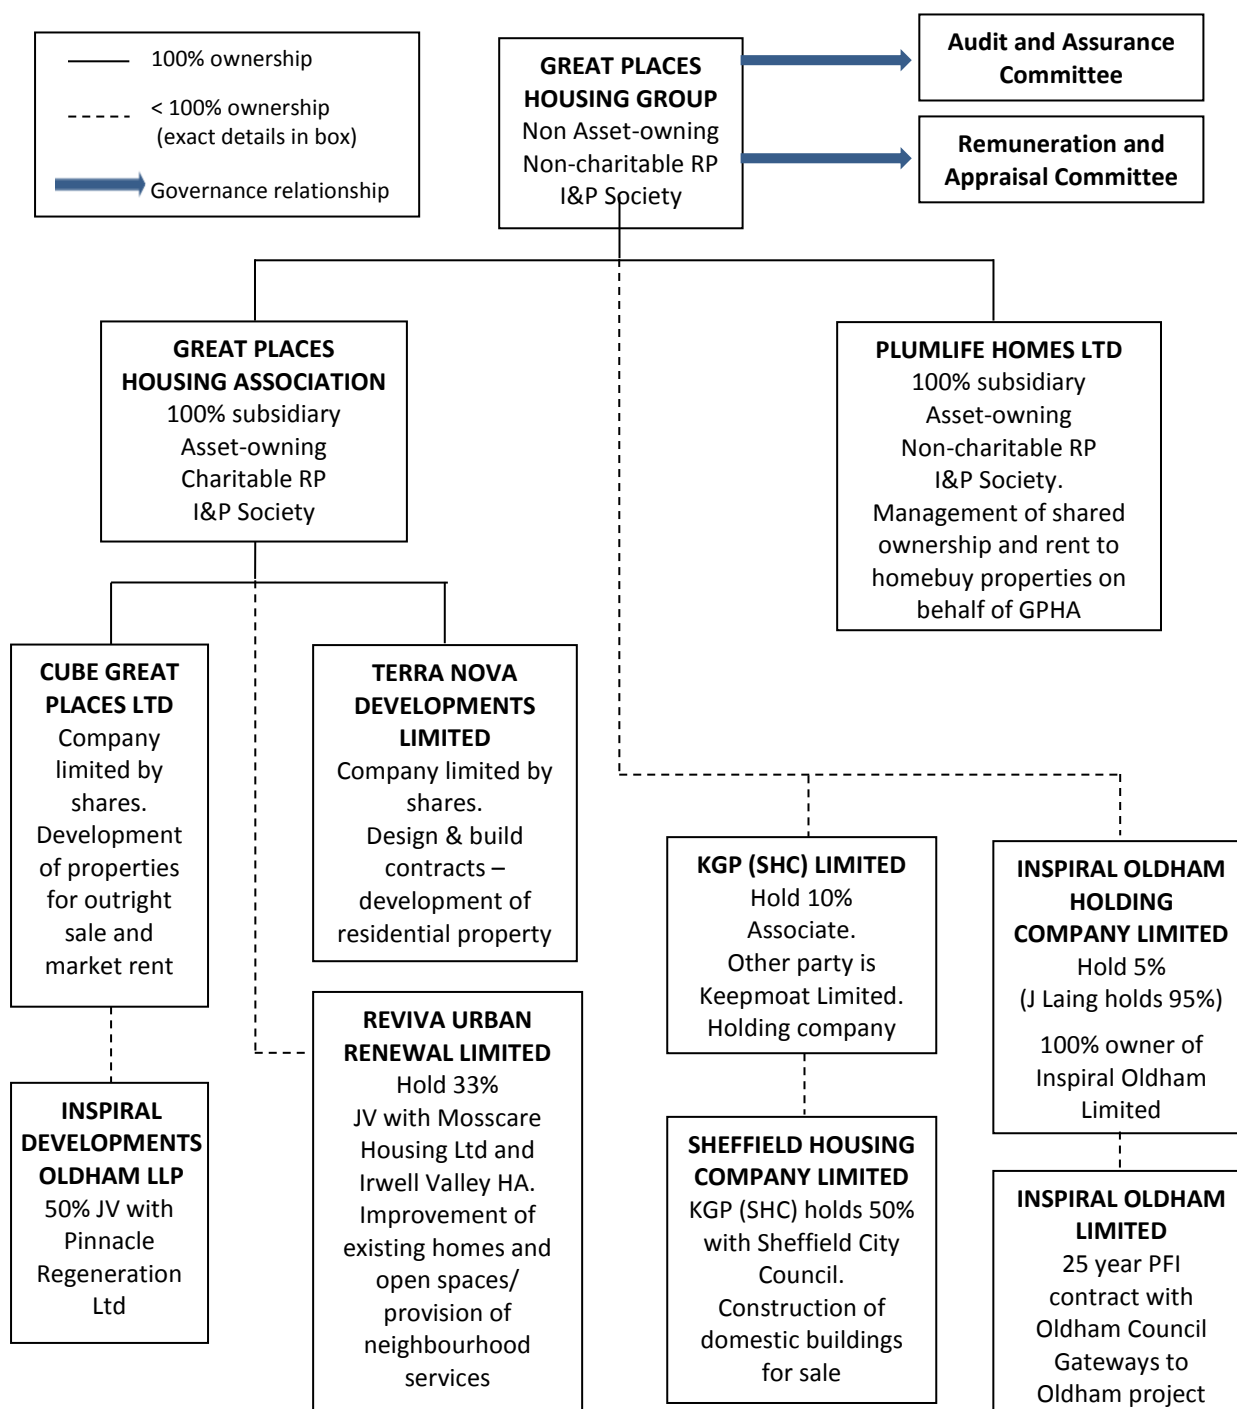 100% ownership
< 100% ownership
(exact details in box)
Governance relationship
GREAT PLACES
HOUSING GROUP
Non Asset-owning
Non-charitable RP
I&P Society
Audit and Assurance
Committee
Remuneration and
Appraisal Committee
GREAT PLACES
HOUSING ASSOCIATION
100% subsidiary
Asset-owning
Charitable RP
I&P Society
PLUMLIFE HOMES LTD
100% subsidiary
Asset-owning
Non-charitable RP
I&P Society.
Management of shared
ownership and rent to
homebuy properties on
behalf of GPHA
CUBE GREAT
PLACES LTD
Company
limited by
shares.
Development
of properties
for outright
sale and
market rent
TERRA NOVA
DEVELOPMENTS
LIMITED
Company limited by
shares.
Design & build
contracts –
development of
residential property
KGP (SHC) LIMITED
Hold 10%
Associate.
Other party is
Keepmoat Limited.
Holding company
INSPIRAL OLDHAM
HOLDING
COMPANY LIMITED
Hold 5%
(J Laing holds 95%)
100% owner of
Inspiral Oldham
Limited
INSPIRAL
DEVELOPMENTS
OLDHAM LLP
50% JV with
Pinnacle
Regeneration
Ltd
REVIVA URBAN
RENEWAL LIMITED
Hold 33%
JV with Mosscare
Housing Ltd and
Irwell Valley HA.
Improvement of
existing homes and
open spaces/
provision of
neighbourhood
services
SHEFFIELD HOUSING
COMPANY LIMITED
KGP (SHC) holds 50%
with Sheffield City
Council.
Construction of
domestic buildings
for sale
INSPIRAL OLDHAM
LIMITED
25 year PFI
contract with
Oldham Council
Gateways to
Oldham project